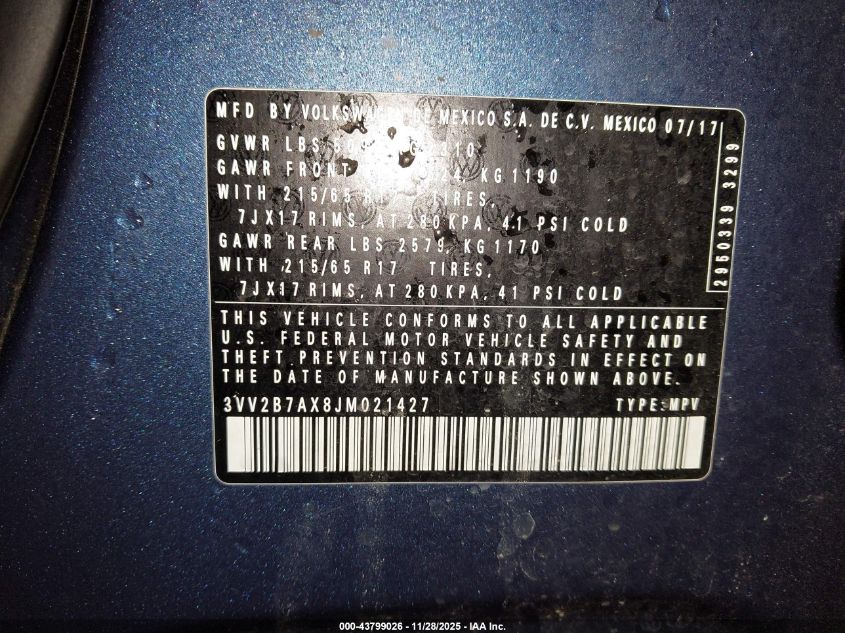 MFD BY VOLKSWAGEN DE MEXICO S.A. DE C.V. MEXICO 07/17
GVWR LBS
GAWR FRONT KG 1190
WITH 215/65 R17 TIRES,
7JX17 RIMS, AT 280 KPA, 41 PSI COLD
GAWR REAR LBS 2579, KG 1170
WITH 215/65 R17 TIRES,
7JX17 RIMS, AT 280 KPA, 41 PSI COLD
2950339 3299
THIS VEHICLE CONFORMS TO ALL APPLICABLE
U.S. FEDERAL MOTOR VEHICLE SAFETY AND
THEFT PREVENTION STANDARDS IN EFFECT ON
THE DATE OF MANUFACTURE SHOWN ABOVE.
3VV2B7AX8JM021427 TYPE: MPV
000-43799026 - 11/28/2025 - IAA Inc.